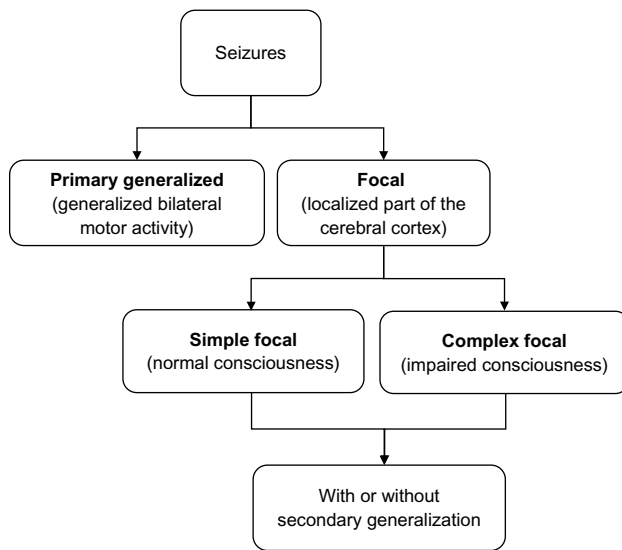 Seizures
Primary generalized
(generalized bilateral
motor activity)
Focal
(localized part of the
cerebral cortex)
Simple focal
(normal consciousness)
Complex focal
(impaired consciousness)
With or without
secondary generalization